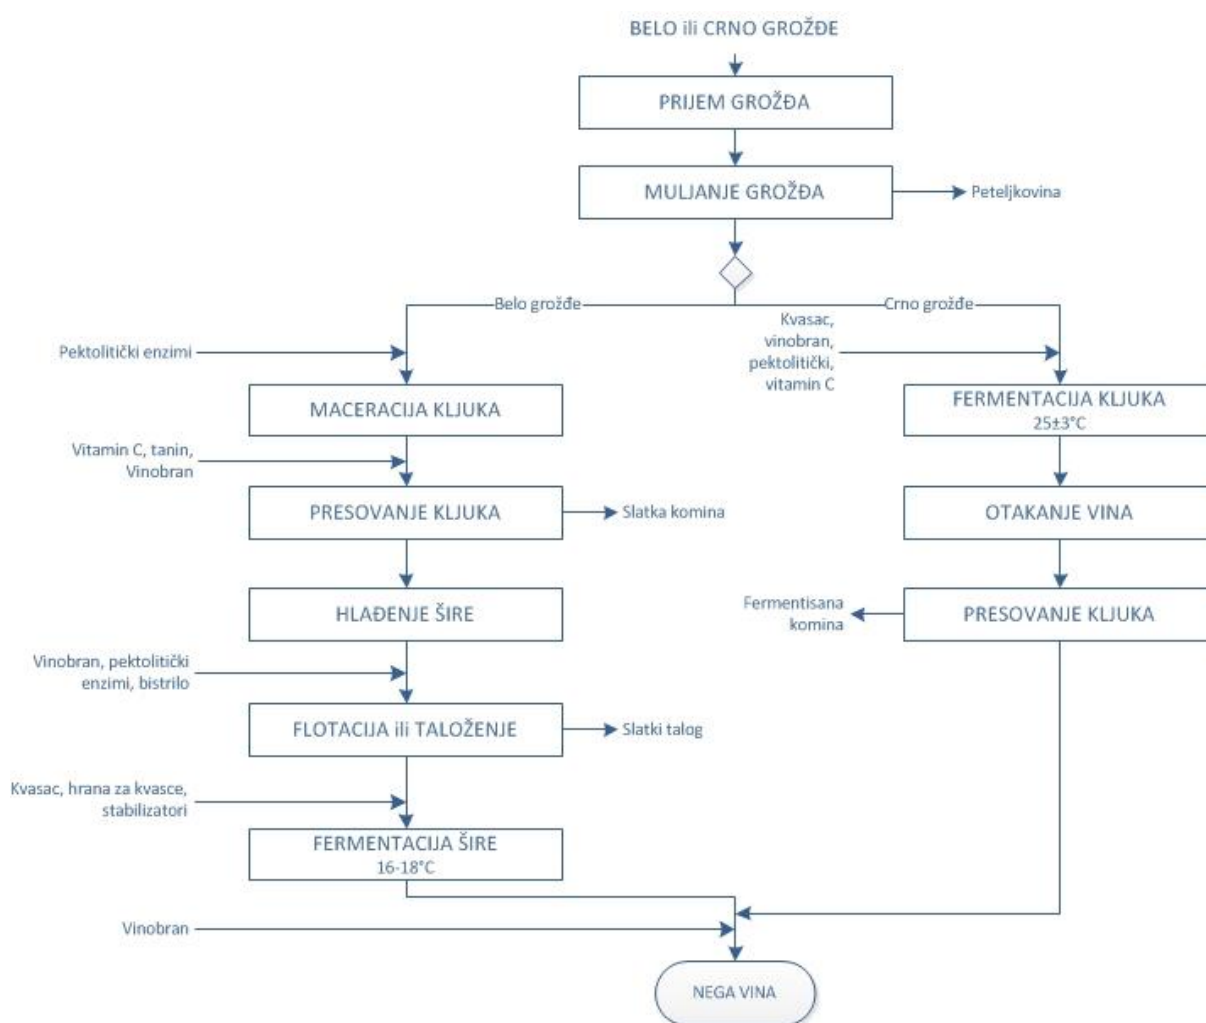 BELO ili CRNO GROŽĐE
PRIJEM GROŽĐA
MULJANJE GROŽĐA
Peteljkovina
Belo grožđe
Crno grožđe
Pektolitički enzimi
Kvasac,
vinobran,
pektolitički,
vitamin C
MACERACIJA KLJUKA
FERMENTACIJA KLJUKA
25±3°C
Vitamin C, tanin,
Vinobran
PRESOVANJE KLJUKA
Slatka komina
OTAKANJE VINA
HLAĐENJE ŠIRE
Fermentisana
komina
PRESOVANJE KLJUKA
Vinobran, pektolitički
enzimi, bistrilo
FLOTACIJA ili TALOŽENJE
Slatki talog
Kvasac, hrana za kvasce,
stabilizatori
FERMENTACIJA ŠIRE
16-18°C
Vinobran
NEGA VINA